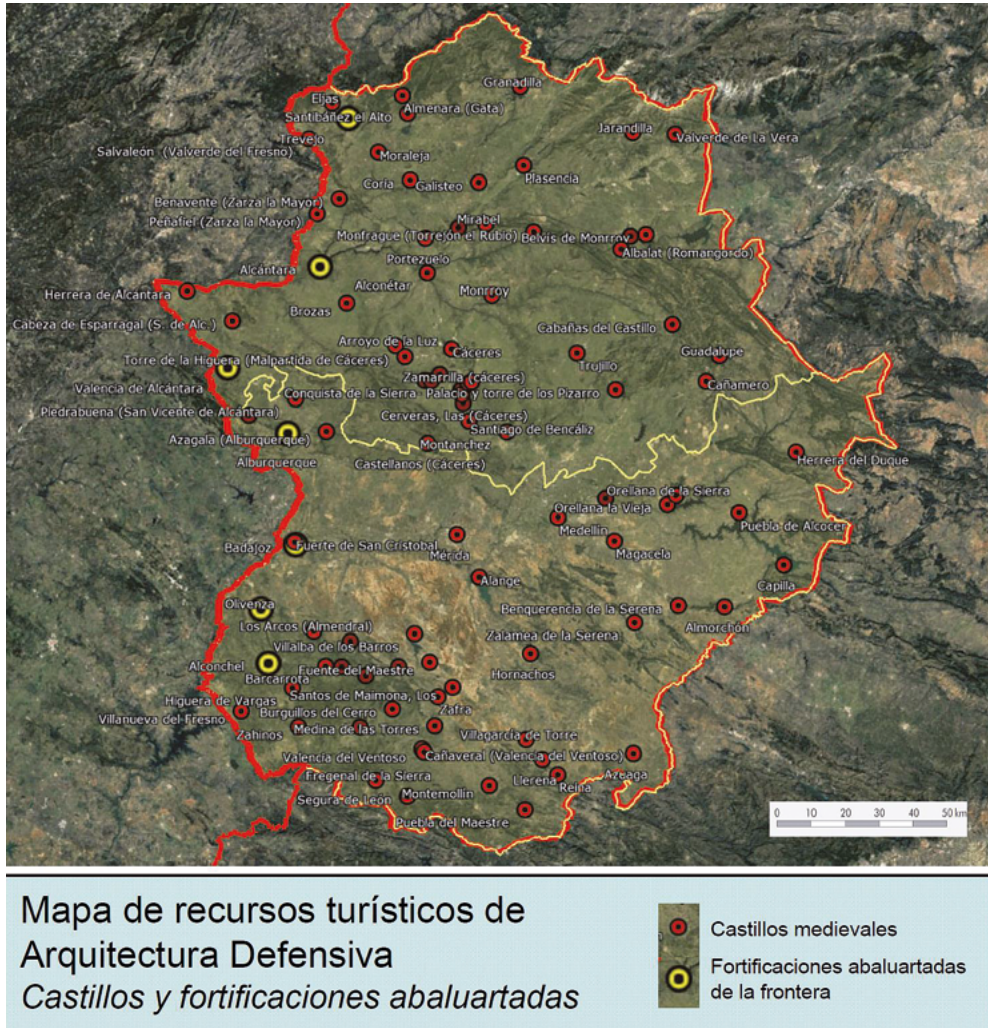 Granadilla
Eljas
Almenara (Gata)
Santibáñez el Alto
Jarandilla
Valverde de La Vera
Trevejo
Salvaleón (Valverde del Fresno)
Moraleja
Plasencia
Coria
Galisteo
Benavente (Zarza la Mayor)
Peñafiel (Zarza la Mayor)
Mirabel
Monfrague (Torrejón el Rubio)
Belvís de Monrroy
Albalat (Romangordo)
Portezuelo
Alcántara
Alconétar
Herrera de Alcántara
Monrroy
Brozas
Cabeza de Esparragal (S. de Alc.)
Cabañas del Castillo
Arroyo de la Luz
Cáceres
Guadalupe
Torre de la Higuera (Malpartida de Cáceres)
Trujillo
Zamarrilla (cáceres)
Cañamero
Valencia de Alcántara
Conquista de la Sierra
Palacio y torre de los Pizarro
Piedrabuena (San Vicente de Alcántara)
Cerveras, Las (Cáceres)
Santiago de Bencáliz
Azagala (Alburquerque)
Montanchez
Alburquerque
Castellanos (Cáceres)
Herrera del Duque
Orellana de la Sierra
Orellana la Vieja
Puebla de Alcocer
Medellín
Badajoz
Fuerte de San Cristobal
Mérida
Magacela
Alange
Capilla
Olivenza
Benquerencia de la Serena
Almorchón
Los Arcos (Almendral)
Zalamea de la Serena
Villalba de los Barros
Alconchel
Fuente del Maestre
Hornachos
Barcarrota
Santos de Maimona, Los
Higuera de Vargas
Zafra
Burguillos del Cerro
Villanueva del Fresno
Zahinos
Medina de las Torres
Villagarcía de Torre
Valencia del Ventoso
Cañaveral (Valencia del Ventoso)
Fregenal de la Sierra
Llerena
Azuaga
Reina
Segura de León
Montemollín
Puebla del Maestre
0 10 20 30 40 50 km
Mapa de recursos turísticos de
Arquitectura Defensiva
Castillos y fortificaciones abaluartadas
Castillos medievales
Fortificaciones abaluartadas
de la frontera